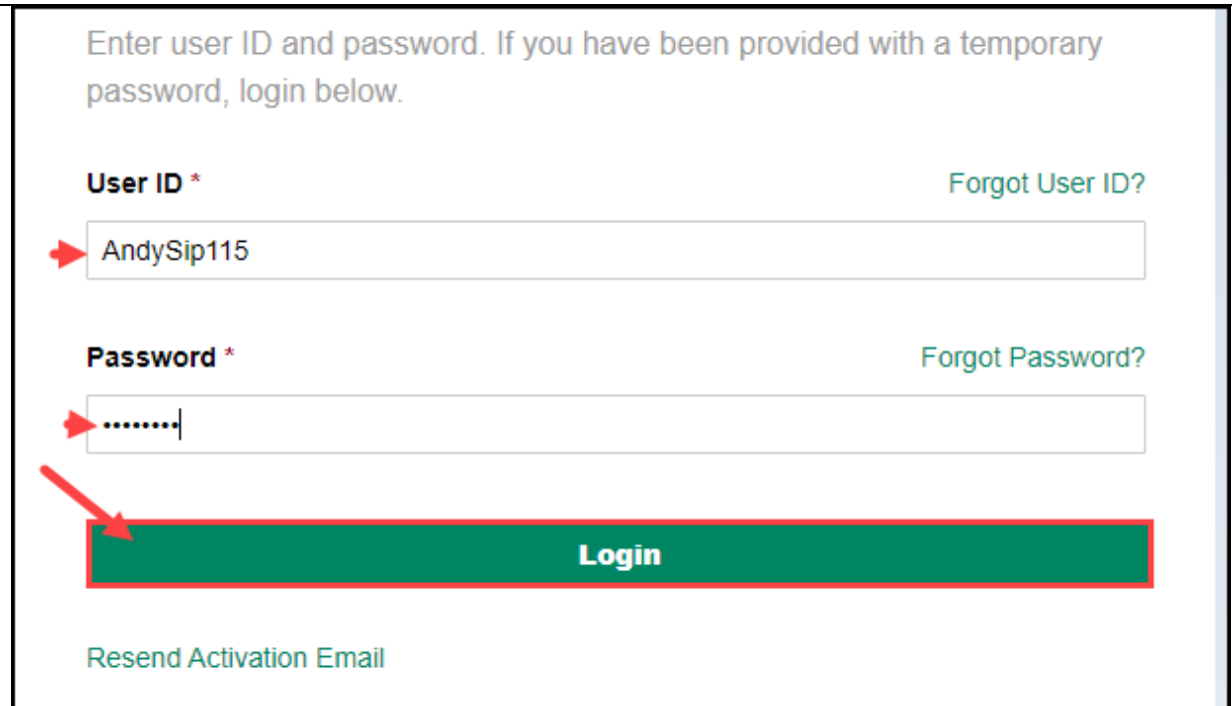 Enter user ID and password. If you have been provided with a temporary
password, login below.
User ID * Forgot User ID?
AndySip115
Password * Forgot Password?
••••••••
Login
Resend Activation Email